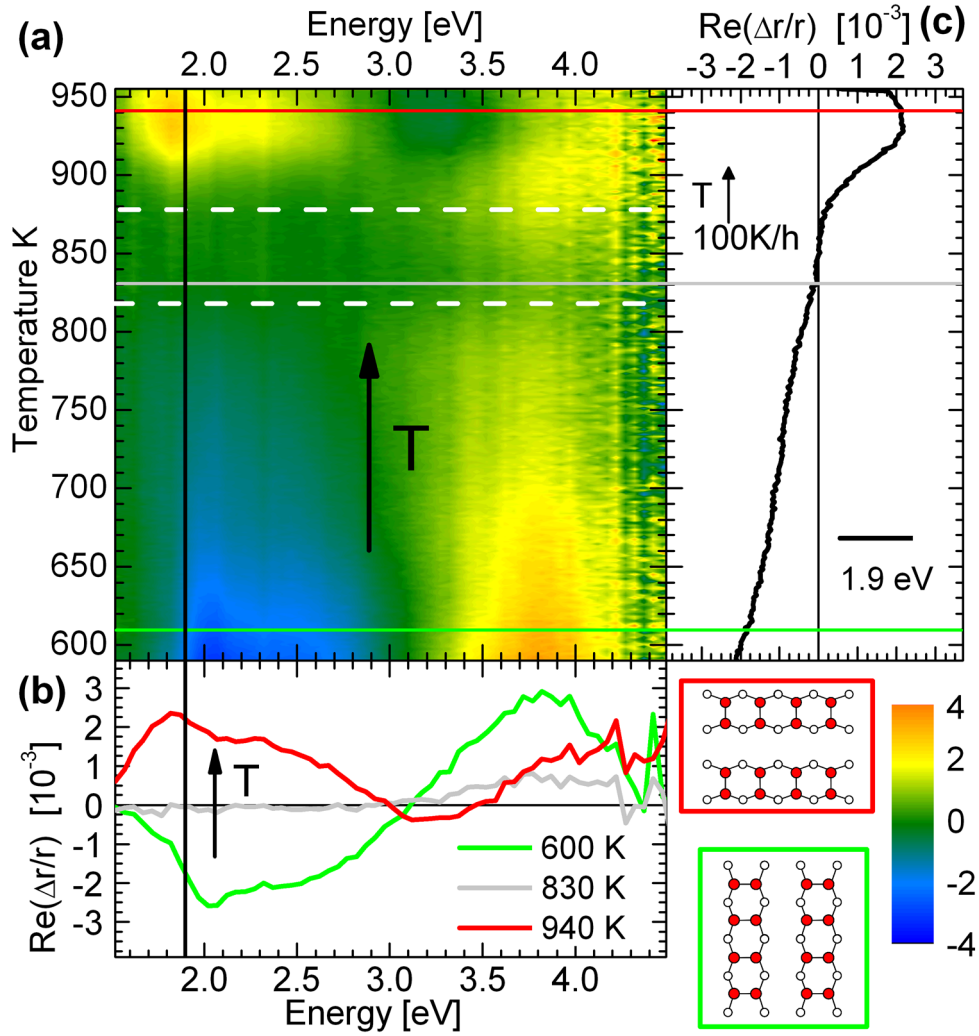 (a)
Energy [eV]
2.0 2.5 3.0 3.5 4.0
Re(Δr/r) [10⁻³] (c)
-3 -2 -1 0 1 2 3
Temperature K
950
900
850
800
750
700
650
600
T
T
100K/h
1.9 eV
(b)
Re(Δr/r) [10⁻³]
3
2
1
0
-1
-2
-3
T
600 K
830 K
940 K
2.0 2.5 3.0 3.5 4.0
Energy [eV]
4
2
0
-2
-4